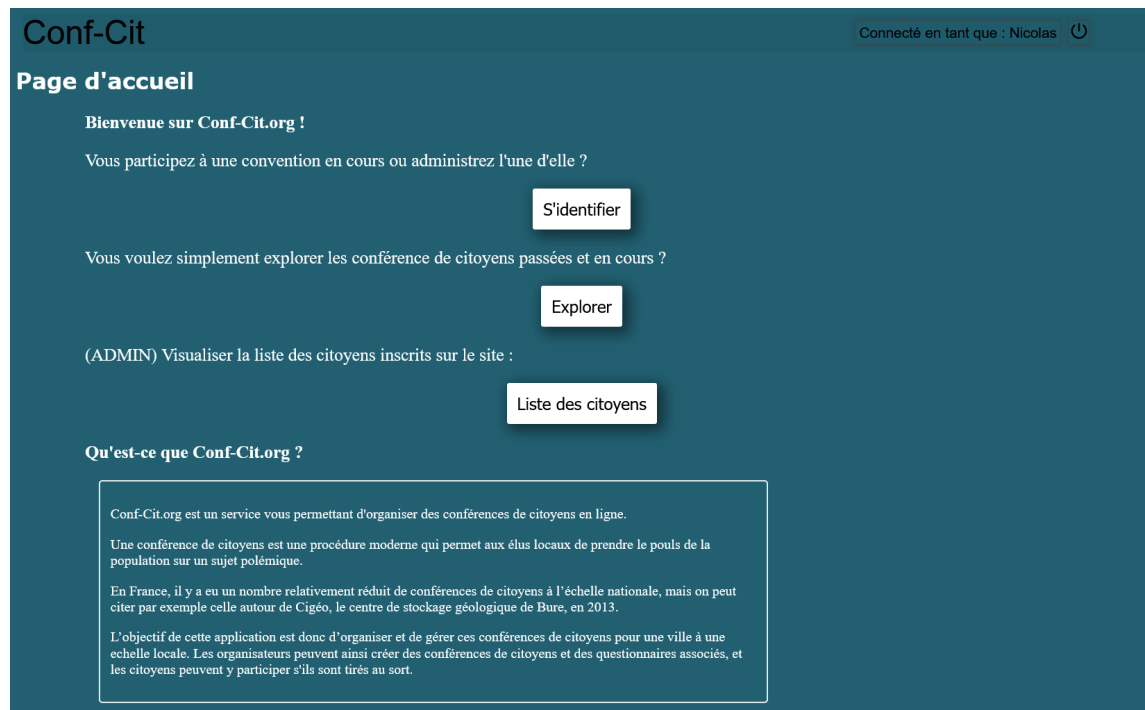 Conf-Cit
Connecté en tant que : Nicolas
Page d'accueil
Bienvenue sur Conf-Cit.org !
Vous participez à une convention en cours ou administrez l'une d'elle ?
S'identifier
Vous voulez simplement explorer les conférence de citoyens passées et en cours ?
Explorer
(ADMIN) Visualiser la liste des citoyens inscrits sur le site :
Liste des citoyens
Qu'est-ce que Conf-Cit.org ?
Conf-Cit.org est un service vous permettant d'organiser des conférences de citoyens en ligne.
Une conférence de citoyens est une procédure moderne qui permet aux élus locaux de prendre le pouls de la
population sur un sujet polémique.
En France, il y a eu un nombre relativement réduit de conférences de citoyens à l’échelle nationale, mais on peut
citer par exemple celle autour de Cigéo, le centre de stockage géologique de Bure, en 2013.
L’objectif de cette application est donc d’organiser et de gérer ces conférences de citoyens pour une ville à une
echelle locale. Les organisateurs peuvent ainsi créer des conférences de citoyens et des questionnaires associés, et
les citoyens peuvent y participer s'ils sont tirés au sort.